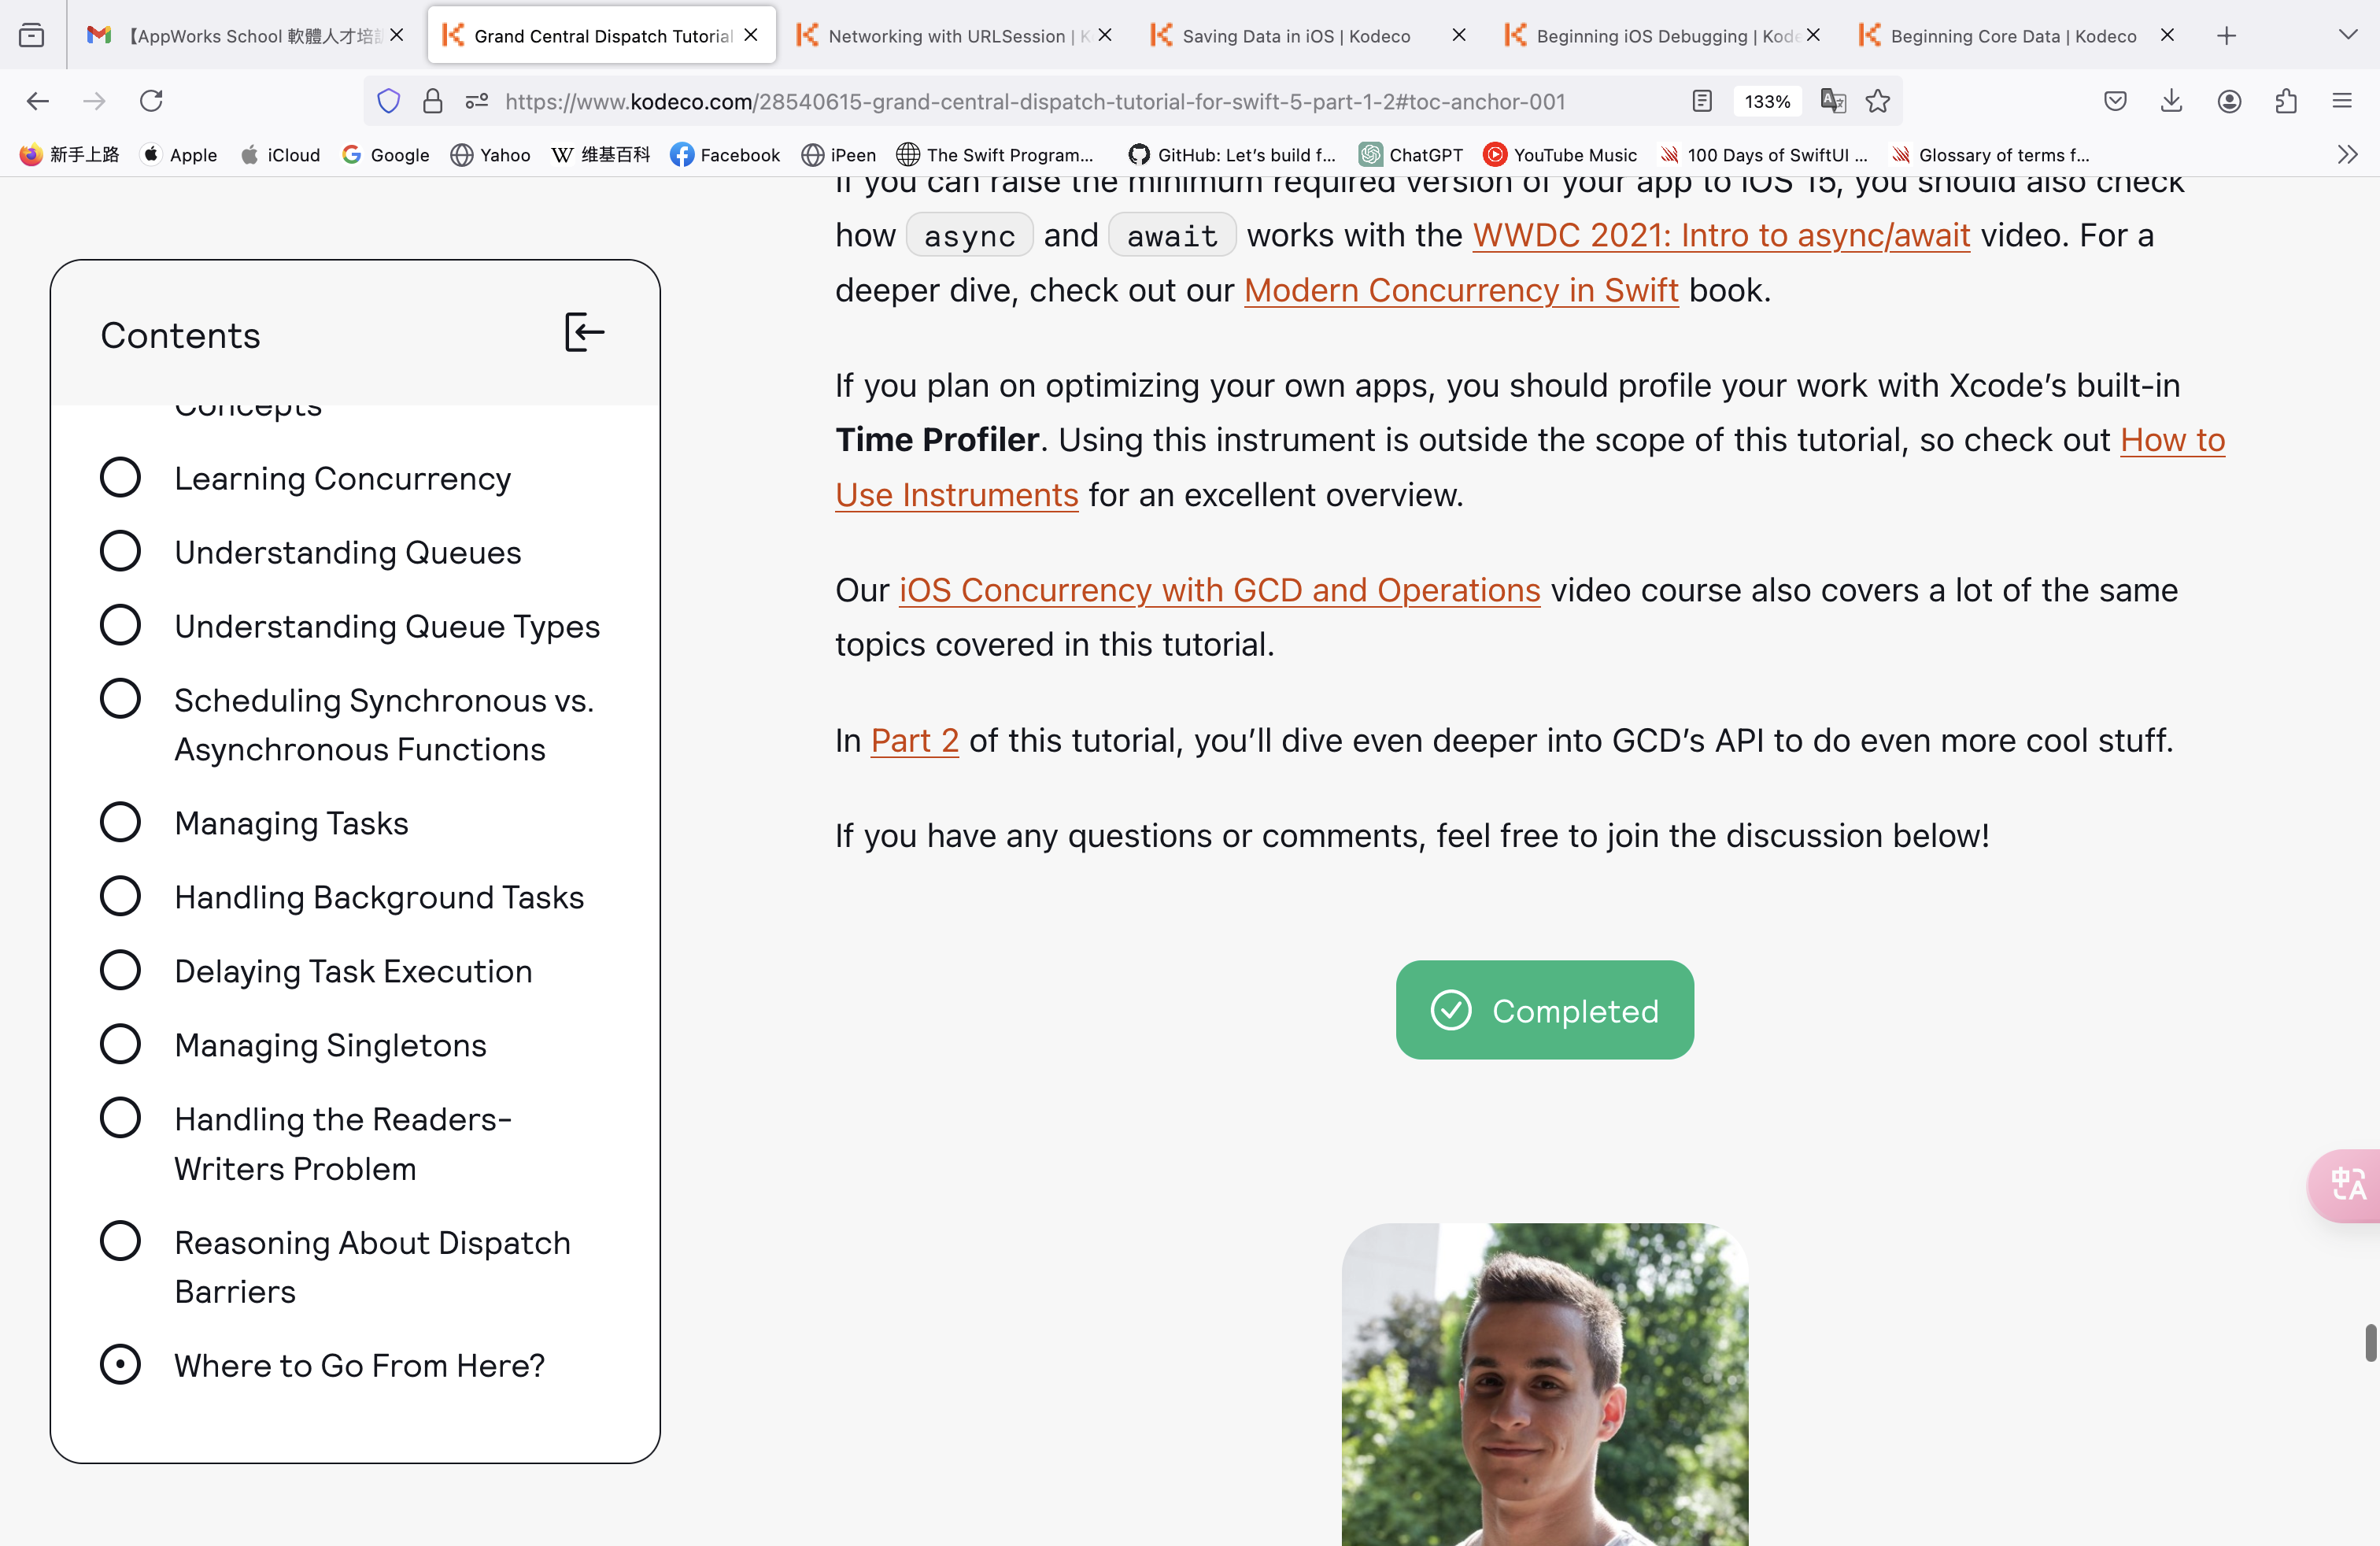 【AppWorks School 軟體人才培
Grand Central Dispatch Tutorial
Networking with URLSession | K
Saving Data in iOS | Kodeco
Beginning iOS Debugging | Kode
Beginning Core Data | Kodeco
https://www.kodeco.com/28540615-grand-central-dispatch-tutorial-for-swift-5-part-1-2#toc-anchor-001
133%
新手上路
Apple
iCloud
Google
Yahoo
维基百科
Facebook
iPeen
The Swift Program...
GitHub: Let's build f...
ChatGPT
YouTube Music
100 Days of SwiftUI ...
Glossary of terms f...
Contents
Concepts
Learning Concurrency
Understanding Queues
Understanding Queue Types
Scheduling Synchronous vs.
Asynchronous Functions
Managing Tasks
Handling Background Tasks
Delaying Task Execution
Managing Singletons
Handling the Readers-
Writers Problem
Reasoning About Dispatch
Barriers
Where to Go From Here?
If you can raise the minimum required version of your app to iOS 15, you should also check
how async and await works with the WWDC 2021: Intro to async/await video. For a
deeper dive, check out our Modern Concurrency in Swift book.
If you plan on optimizing your own apps, you should profile your work with Xcode’s built-in
Time Profiler. Using this instrument is outside the scope of this tutorial, so check out How to
Use Instruments for an excellent overview.
Our iOS Concurrency with GCD and Operations video course also covers a lot of the same
topics covered in this tutorial.
In Part 2 of this tutorial, you’ll dive even deeper into GCD’s API to do even more cool stuff.
If you have any questions or comments, feel free to join the discussion below!
Completed